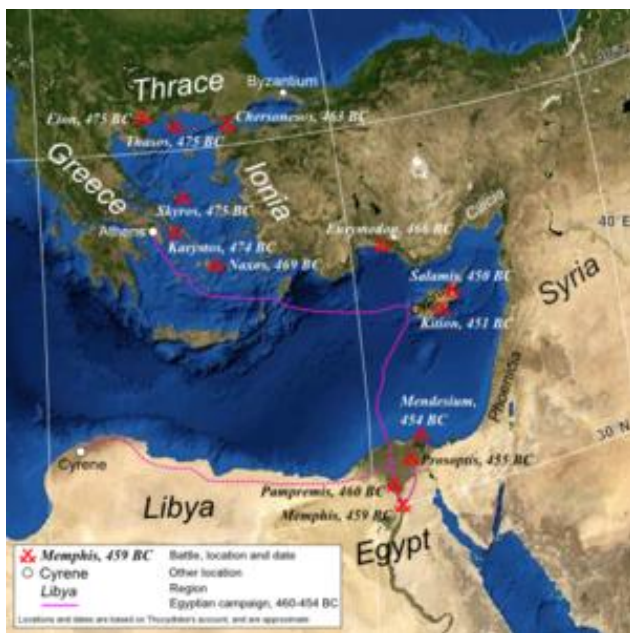 Thrace
Byzantium
Eion, 475 BC
Chersonesos, 463 BC
Thasos, 475 BC
Greece
Ionia
Skyros, 475 BC
Athens
Karystos, 474 BC
Naxos, 469 BC
Eurymedon, 466 BC
Cilicia
40° E
Salamis, 450 BC
Kition, 451 BC
Syria
Phoenicia
Mendesium,
454 BC
30° N
Prosoptis, 455 BC
Cyrene
Libya
Pampremis, 460 BC
Memphis, 459 BC
Egypt
Memphis, 459 BC Battle, location and date
Cyrene Other location
Libya Region
Egyptian campaign, 460-454 BC
Locations and dates are based on Thucydides's account, and are approximate